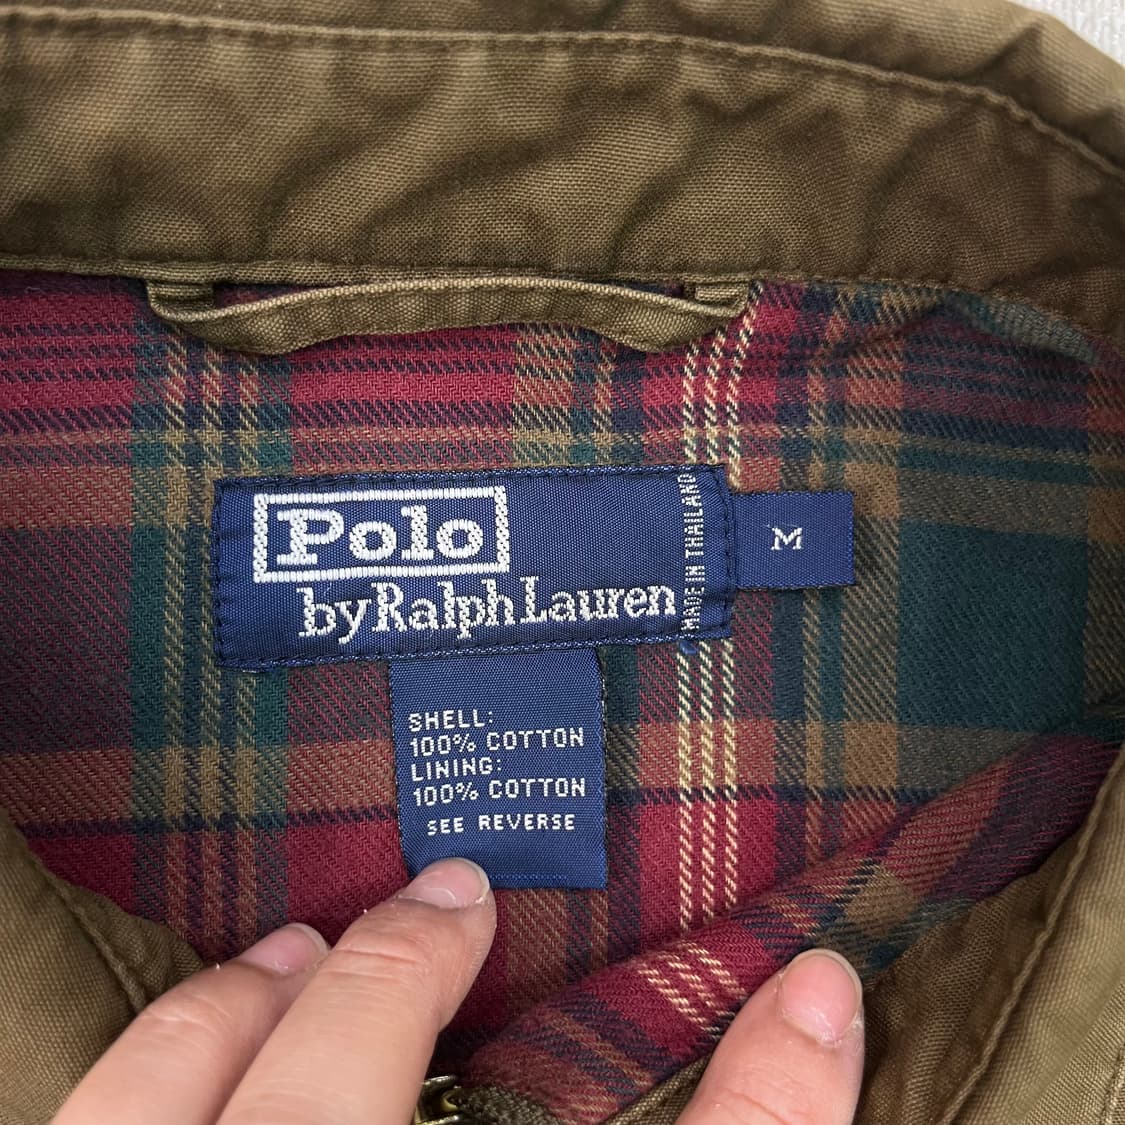 Polo
by Ralph Lauren
MADE IN THAILAND
M
SHELL:
100% COTTON
LINING:
100% COTTON
SEE REVERSE